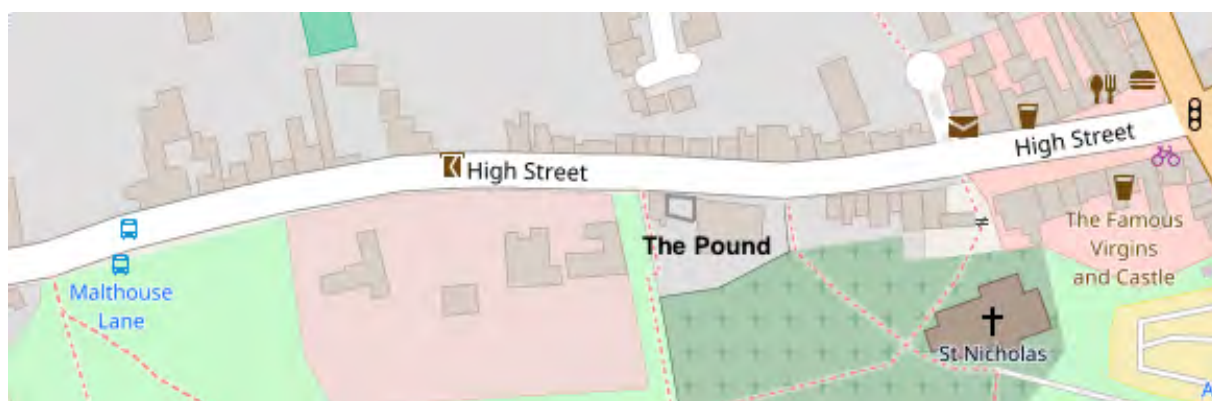 High Street
High Street
The Pound
The Famous
Virgins
and Castle
Malthouse
Lane
St Nicholas
A